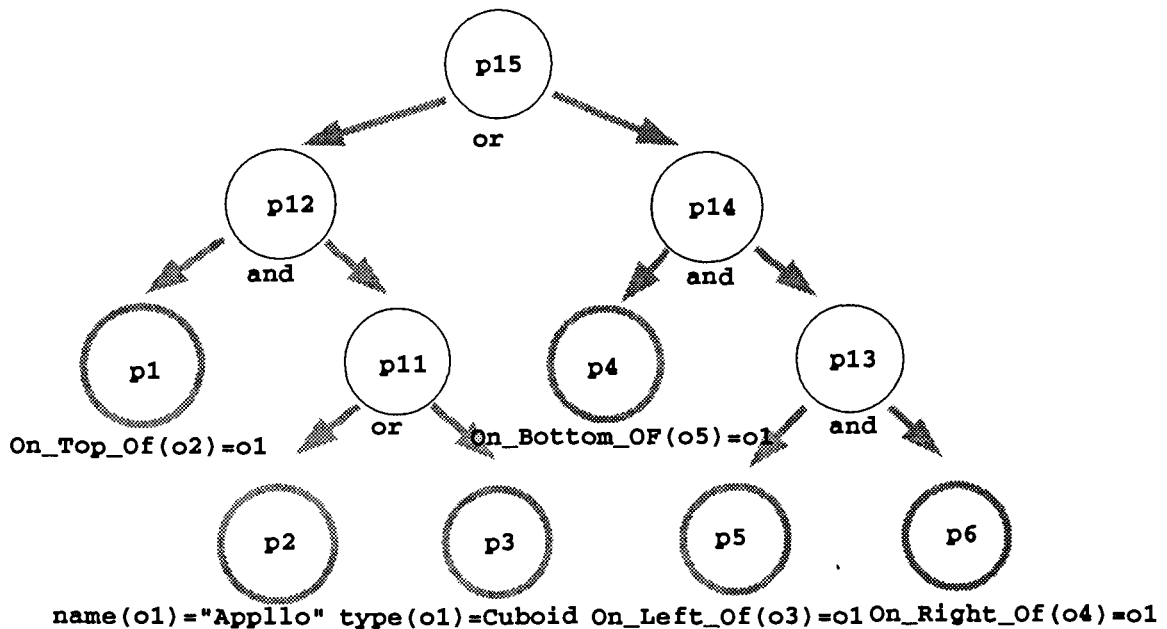 p15
or
p12
p14
and
and
p1
p11
p4
p13
On_Top_Of(o2)=o1
or
On_Bottom_OF(o5)=o1
and
p2
p3
p5
p6
name(o1)="Appllo" type(o1)=Cuboid On_Left_Of(o3)=o1 On_Right_Of(o4)=o1